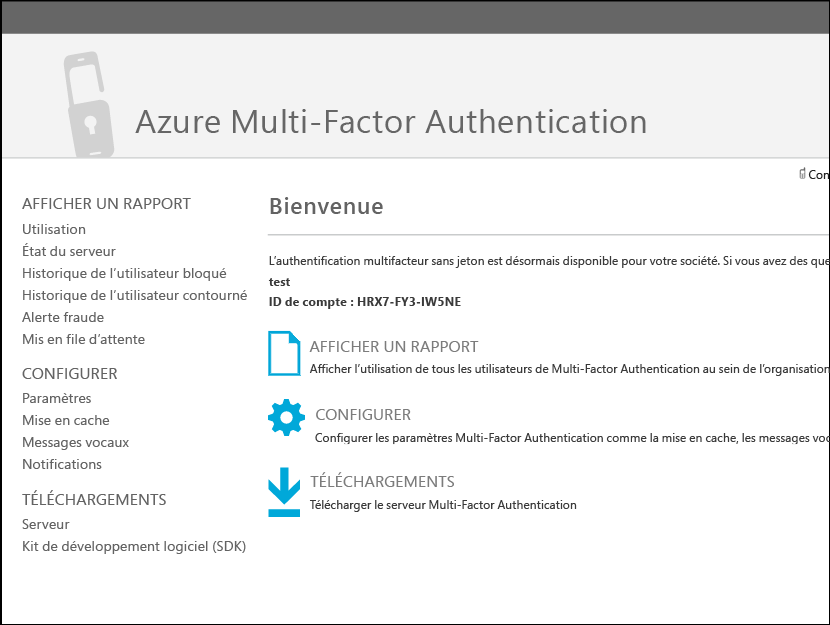 Azure Multi-Factor Authentication
Con
AFFICHER UN RAPPORT
Utilisation
État du serveur
Historique de l’utilisateur bloqué
Historique de l’utilisateur contourné
Alerte fraude
Mis en file d’attente
CONFIGURER
Paramètres
Mise en cache
Messages vocaux
Notifications
TÉLÉCHARGEMENTS
Serveur
Kit de développement logiciel (SDK)
Bienvenue
L’authentification multifacteur sans jeton est désormais disponible pour votre société. Si vous avez des que
test
ID de compte : HRX7-FY3-IW5NE
AFFICHER UN RAPPORT
Afficher l’utilisation de tous les utilisateurs de Multi-Factor Authentication au sein de l’organisation
CONFIGURER
Configurer les paramètres Multi-Factor Authentication comme la mise en cache, les messages voc
TÉLÉCHARGEMENTS
Télécharger le serveur Multi-Factor Authentication